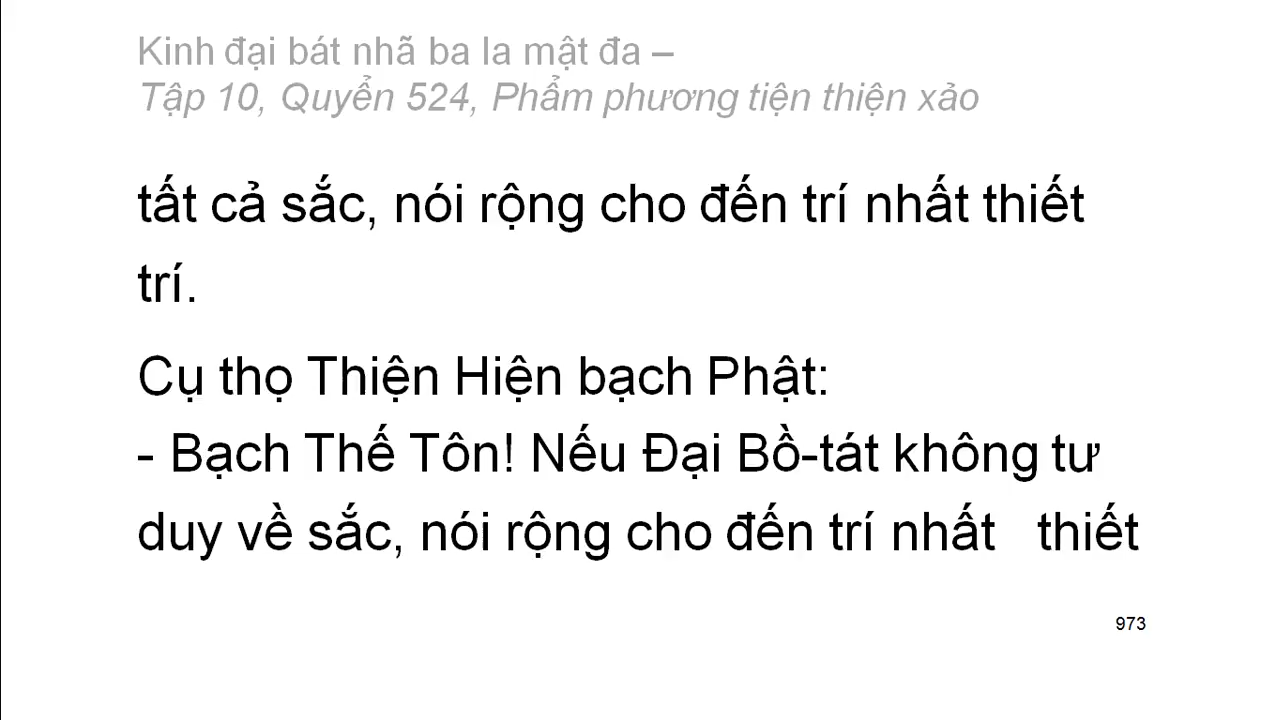 Kinh đại bát nhã ba la mật đa –
Tập 10, Quyển 524, Phẩm phương tiện thiện xảo
tất cả sắc, nói rộng cho đến trí nhất thiết
trí.
Cụ thọ Thiện Hiện bạch Phật:
- Bạch Thế Tôn! Nếu Đại Bồ-tát không tư
duy về sắc, nói rộng cho đến trí nhất thiết
973